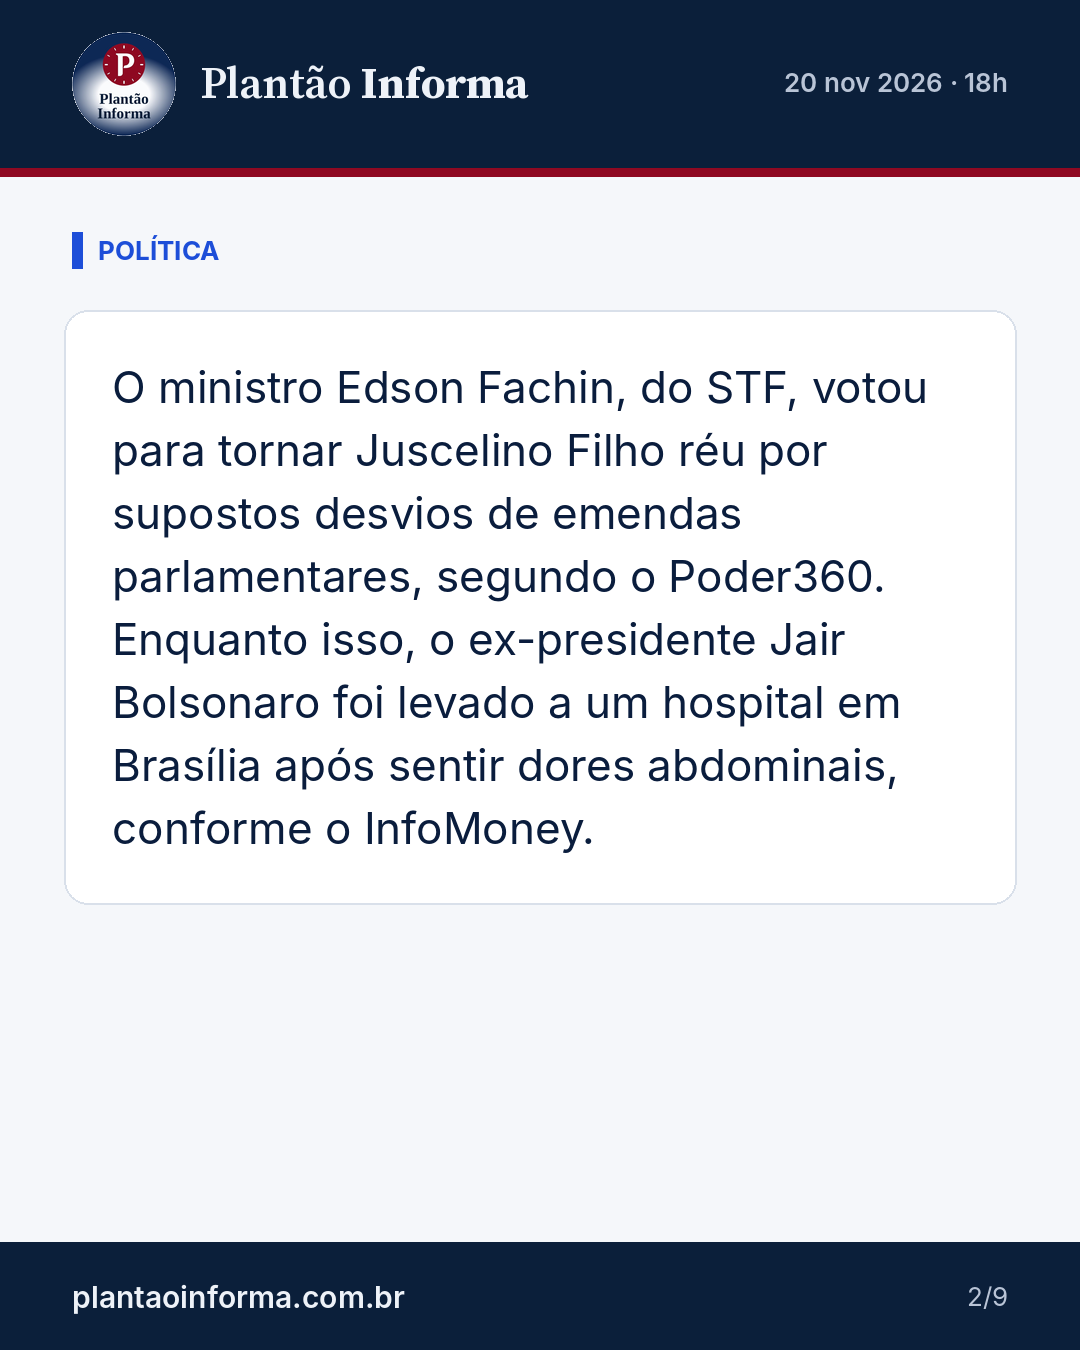 P
Plantão
Informa
Plantão Informa
20 nov 2026 · 18h
POLÍTICA
O ministro Edson Fachin, do STF, votou
para tornar Juscelino Filho réu por
supostos desvios de emendas
parlamentares, segundo o Poder360.
Enquanto isso, o ex-presidente Jair
Bolsonaro foi levado a um hospital em
Brasília após sentir dores abdominais,
conforme o InfoMoney.
plantaoinforma.com.br
2/9